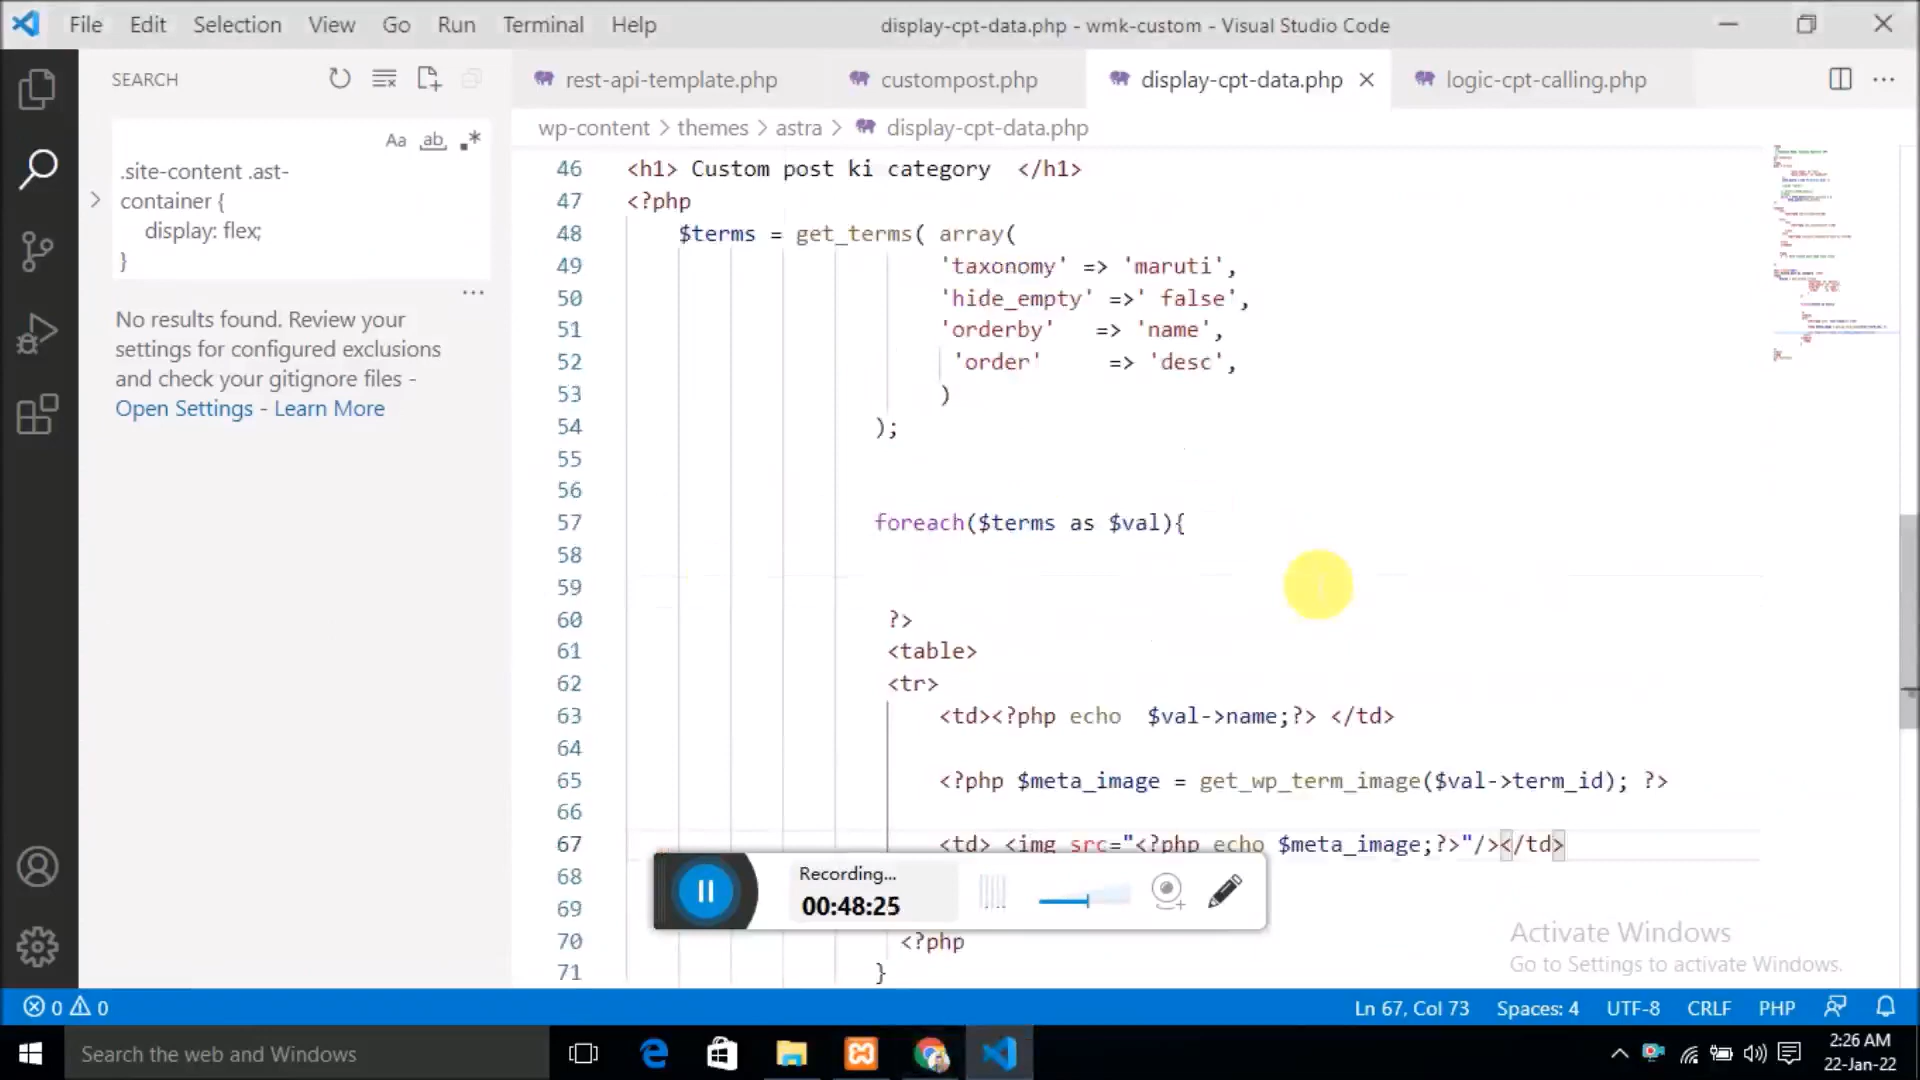 File Edit Selection View Go Run Terminal Help
display-cpt-data.php - wmk-custom - Visual Studio Code
SEARCH
rest-api-template.php custompost.php display-cpt-data.php logic-cpt-calling.php
wp-content > themes > astra > display-cpt-data.php
Aa ab
.site-content .ast-
container {
display: flex;
}
No results found. Review your
settings for configured exclusions
and check your gitignore files -
Open Settings - Learn More
46 <h1> Custom post ki category </h1>
47 <?php
48 $terms = get_terms( array(
49 'taxonomy' => 'maruti',
50 'hide_empty' =>' false',
51 'orderby' => 'name',
52 'order' => 'desc',
53 )
54 );
55
56
57 foreach($terms as $val){
58
59
60 ?>
61 <table>
62 <tr>
63 <td><?php echo $val->name;?> </td>
64
65 <?php $meta_image = get_wp_term_image($val->term_id); ?>
66
67 <td> <img src="<?php echo $meta_image;?>"/></td>
68
69
70 <?php
71 }
Recording...
00:48:25
Activate Windows
Go to Settings to activate Windows.
0 0
Ln 67, Col 73 Spaces: 4 UTF-8 CRLF PHP
Search the web and Windows
2:26 AM
22-Jan-22